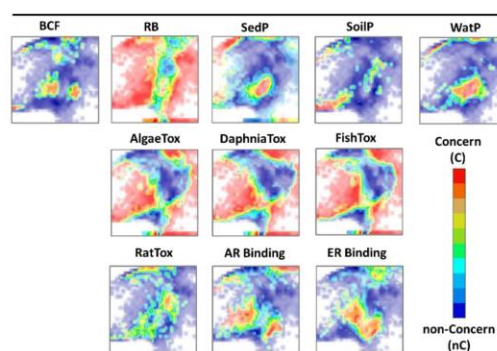 BCF RB SedP SoilP WatP
AlgaeTox DaphniaTox FishTox Concern
(C)
RatTox AR Binding ER Binding
non-Concern
(nC)